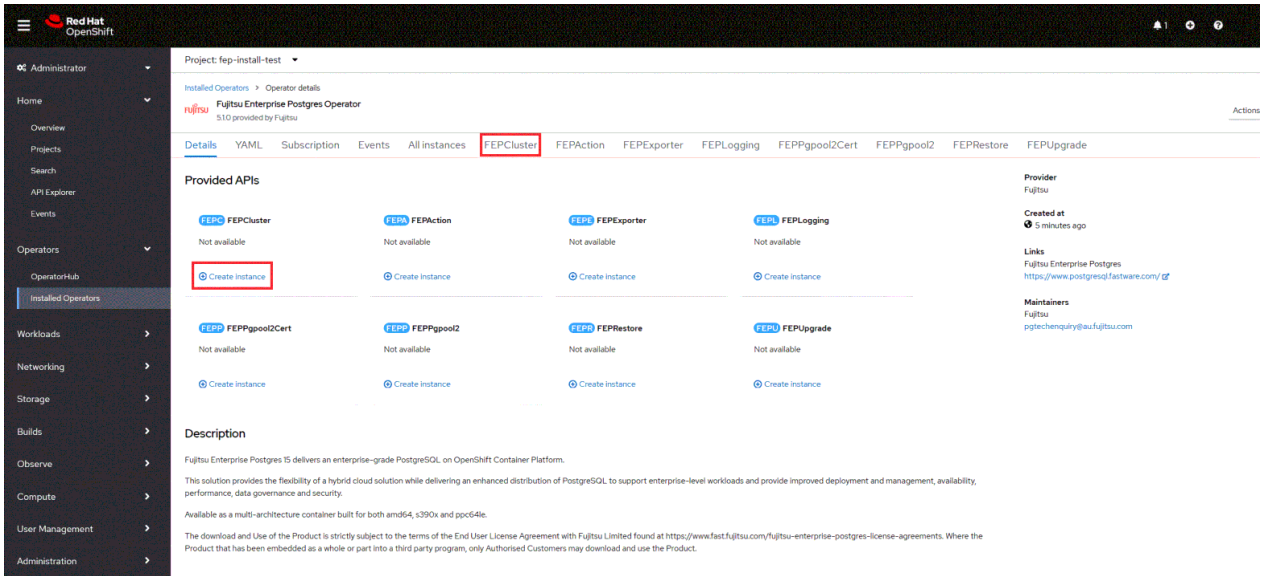 Red Hat
OpenShift
1
Administrator
Project: fep-install-test
Home
Overview
Projects
Search
API Explorer
Events
Operators
OperatorHub
Installed Operators
Workloads
Networking
Storage
Builds
Observe
Compute
User Management
Administration
Installed Operators > Operator details
FUJITSU
Fujitsu Enterprise Postgres Operator
5.1.0 provided by Fujitsu
Actions
Details YAML Subscription Events All instances FEPCluster FEPAction FEPExporter FEPLogging FEPPgpool2Cert FEPPgpool2 FEPRestore FEPUpgrade
Provided APIs
FEPC FEPCluster
Not available
Create instance
FEPA FEPAction
Not available
Create instance
FEPE FEPExporter
Not available
Create instance
FEPL FEPLogging
Not available
Create instance
FEPP FEPPgpool2Cert
Not available
Create instance
FEPP FEPPgpool2
Not available
Create instance
FEPR FEPRestore
Not available
Create instance
FEPU FEPUpgrade
Not available
Create instance
Provider
Fujitsu
Created at
5 minutes ago
Links
Fujitsu Enterprise Postgres
https://www.postgresql.fastware.com/
Maintainers
Fujitsu
pgtechenquiry@au.fujitsu.com
Description
Fujitsu Enterprise Postgres 15 delivers an enterprise-grade PostgreSQL on OpenShift Container Platform.
This solution provides the flexibility of a hybrid cloud solution while delivering an enhanced distribution of PostgreSQL to support enterprise-level workloads and provide improved deployment and management, availability,
performance, data governance and security.
Available as a multi-architecture container built for both amd64, s390x and ppc64le.
The download and Use of the Product is strictly subject to the terms of the End User License Agreement with Fujitsu Limited found at https://www.fast.fujitsu.com/fujitsu-enterprise-postgres-license-agreements. Where the
Product that has been embedded as a whole or part into a third party program, only Authorised Customers may download and use the Product.